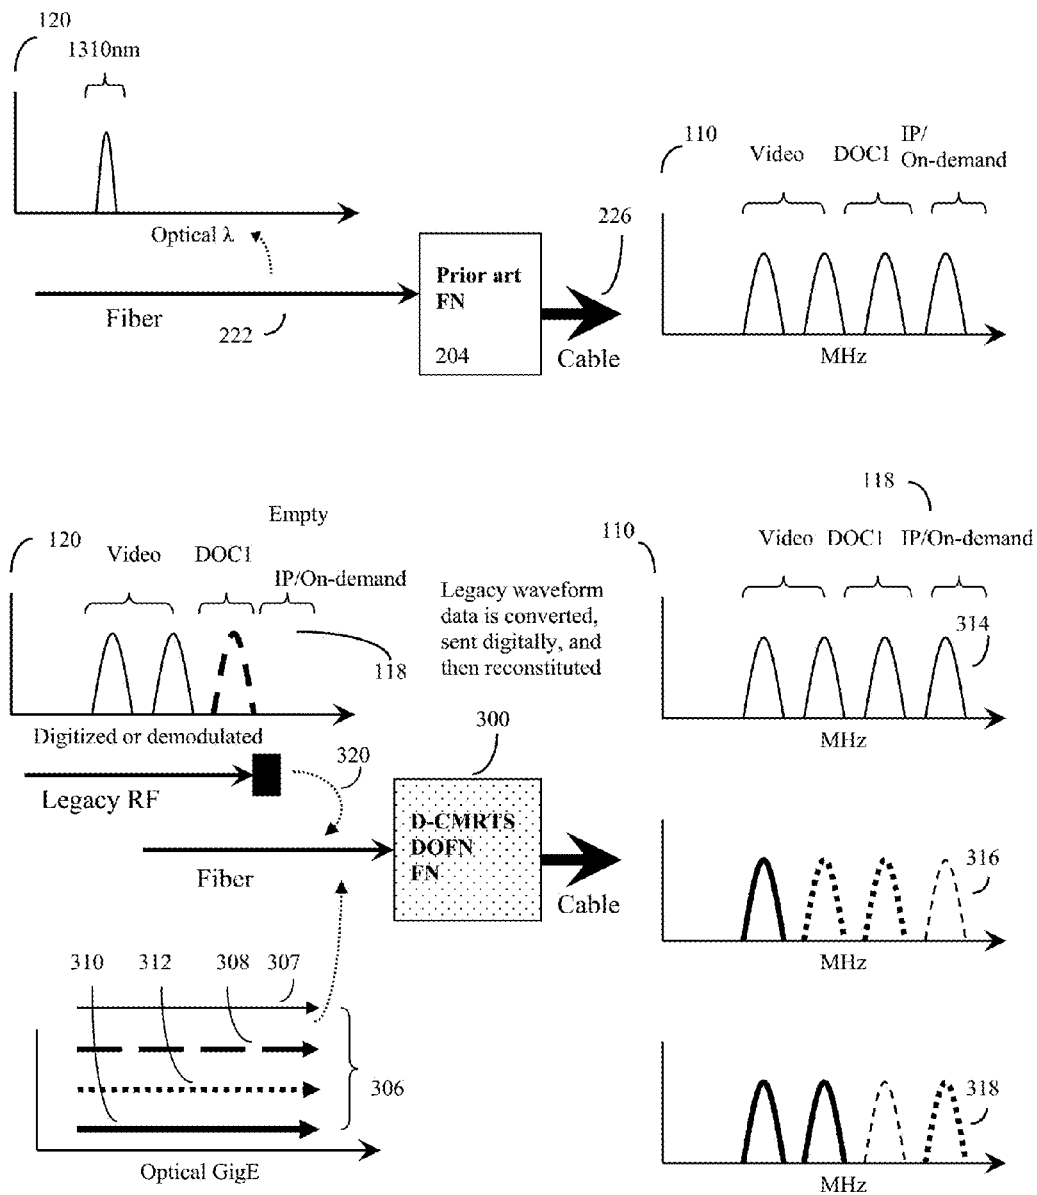 120
1310nm
Optical λ
Fiber
222
Prior art
FN
204
226
Cable
110
Video
DOC1
IP/
On-demand
MHz
120
Video
DOC1
Empty
IP/On-demand
118
Digitized or demodulated
Legacy RF
320
Fiber
Legacy waveform
data is converted,
sent digitally, and
then reconstituted
300
D-CMRTS
DOFN
FN
Cable
118
110
Video
DOC1
IP/On-demand
314
MHz
316
MHz
310
312
308
307
306
Optical GigE
318
MHz